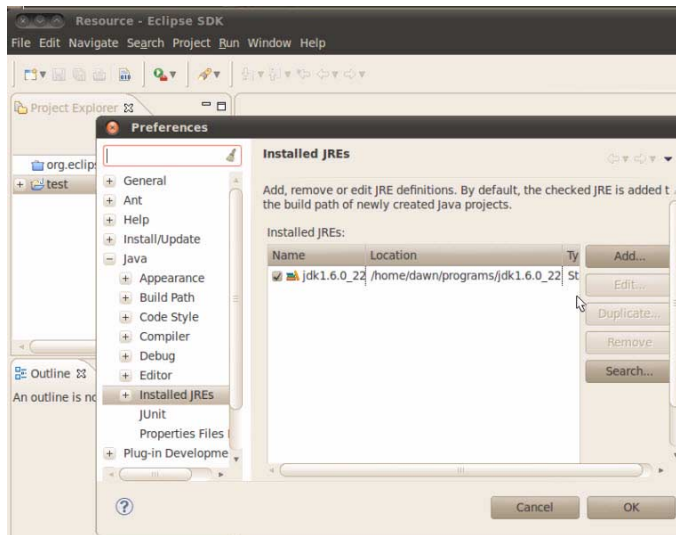 Resource - Eclipse SDK
File Edit Navigate Search Project Run Window Help
Project Explorer
Preferences
org.eclips
test
General
Ant
Help
Install/Update
Java
Appearance
Build Path
Code Style
Compiler
Debug
Editor
Installed JREs
JUnit
Properties Files
Plug-in Developme
Installed JREs
Add, remove or edit JRE definitions. By default, the checked JRE is added t
the build path of newly created Java projects.
Installed JREs:
Name Location Ty
jdk1.6.0_22 /home/dawn/programs/jdk1.6.0_22 St
Add...
Edit...
Duplicate...
Remove
Search...
Outline
An outline is no
Cancel OK